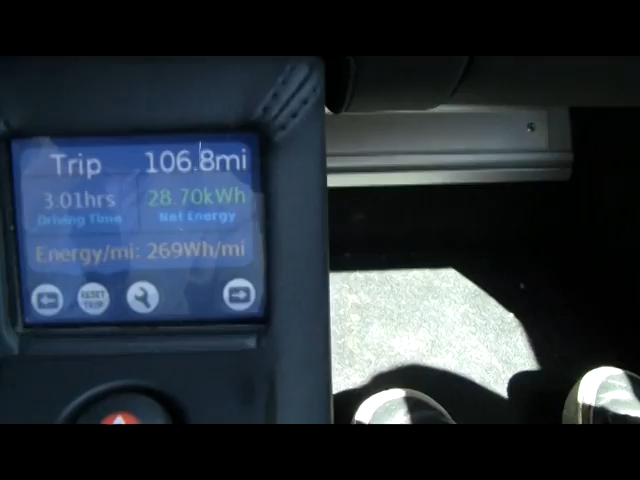 Trip 106.8mi
3.01hrs 28.70kWh
Driving Time Net Energy
Energy/mi: 269Wh/mi
RESET
TRIP